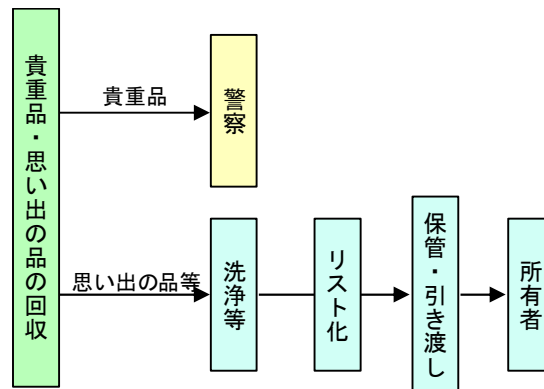 貴重品・思い出の品の回収
貴重品
警察
思い出の品等
洗浄等
リスト化
保管・引き渡し
所有者